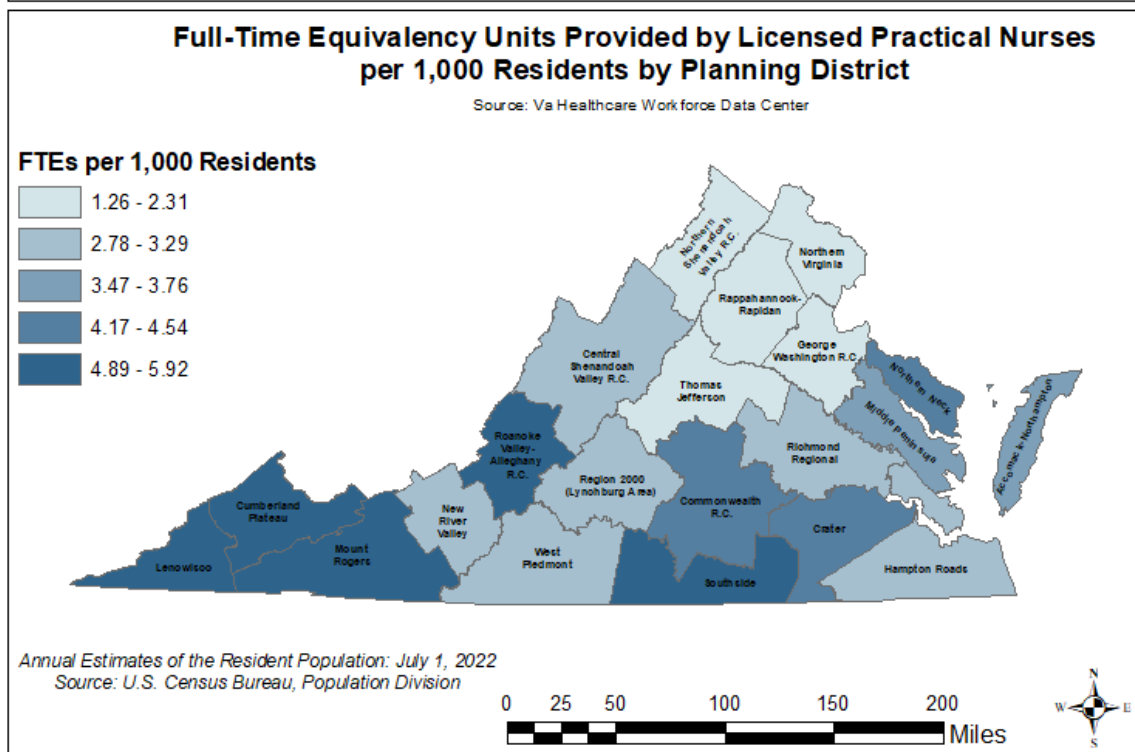 Full-Time Equivalency Units Provided by Licensed Practical Nurses
per 1,000 Residents by Planning District
Source: Va Healthcare Workforce Data Center
FTEs per 1,000 Residents
1.26 - 2.31
2.78 - 3.29
3.47 - 3.76
4.17 - 4.54
4.89 - 5.92
Northern
Shenandoah
Valley R.C.
Northern
Virginia
Rappahannock-
Rapidan
George
Washington R.C.
Central
Shenandoah
Valley R.C.
Thomas
Jefferson
Northern Neck
Middle Peninsula
Accomack-Northampton
Roanoke
Valley-
Alleghany
R.C.
Richmond
Regional
Region 2000
(Lynchburg Area)
Commonwealth
R.C.
Cumberland
Plateau
New
River
Valley
Crater
Mount
Rogers
West
Piedmont
Lenowisco
Southside
Hampton Roads
Annual Estimates of the Resident Population: July 1, 2022
Source: U.S. Census Bureau, Population Division
0 25 50 100 150 200
Miles
N
W E
S